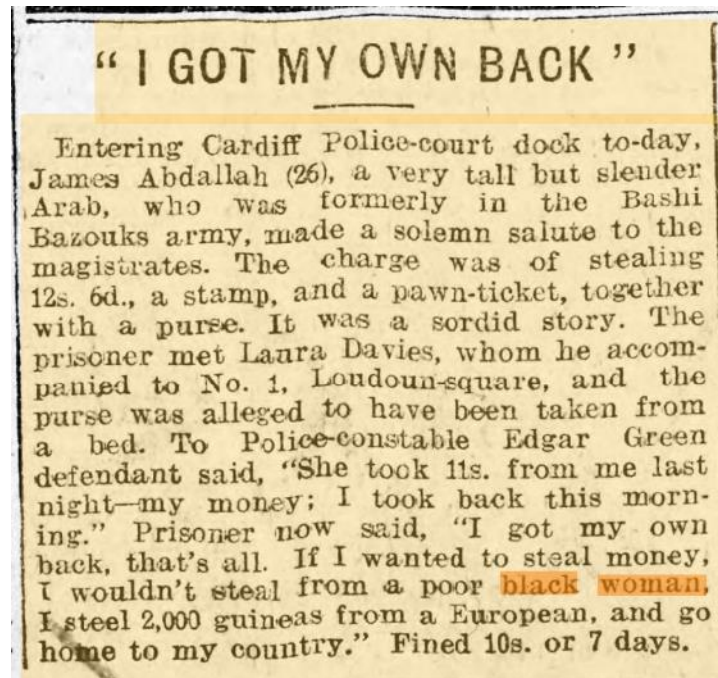 " I GOT MY OWN BACK "
Entering Cardiff Police-court dock to-day,
James Abdallah (26), a very tall but slender
Arab, who was formerly in the Bashi
Bazouks army, made a solemn salute to the
magistrates. The charge was of stealing
12s. 6d., a stamp, and a pawn-ticket, together
with a purse. It was a sordid story. The
prisoner met Laura Davies, whom he accom-
panied to No. 1, Loudoun-square, and the
purse was alleged to have been taken from
a bed. To Police-constable Edgar Green
defendant said, "She took 11s. from me last
night—my money; I took back this morn-
ing." Prisoner now said, "I got my own
back, that's all. If I wanted to steal money,
I wouldn't steal from a poor black woman,
I steel 2,000 guineas from a European, and go
home to my country." Fined 10s. or 7 days.